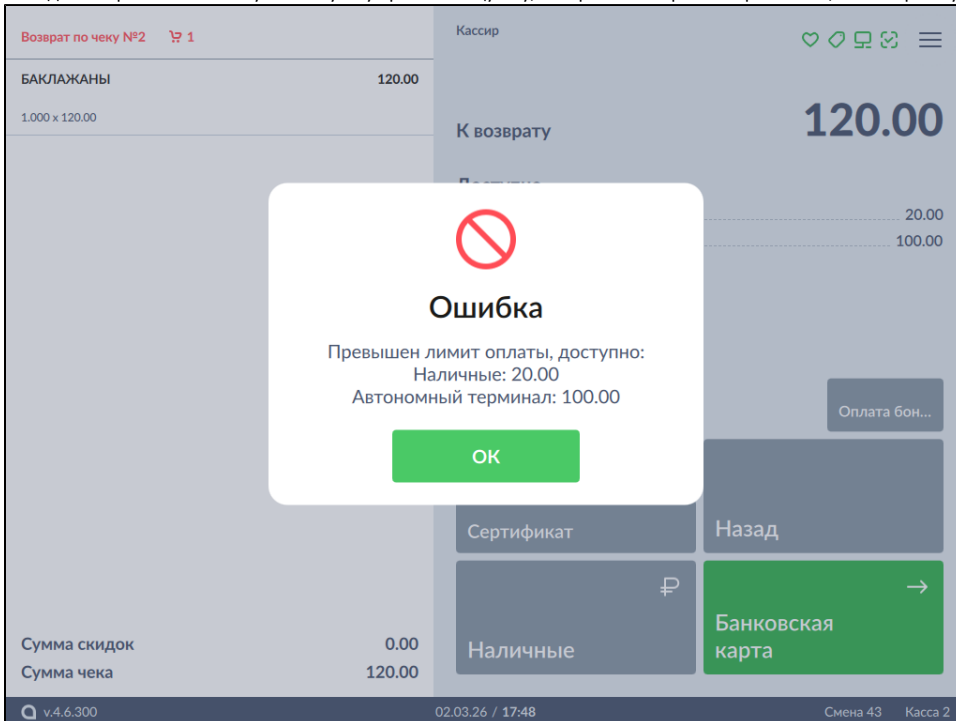 Возврат по чеку №2 1
Кассир
БАКЛАЖАНЫ 120.00
1.000 x 120.00
К возврату 120.00
20.00
100.00
Ошибка
Превышен лимит оплаты, доступно:
Наличные: 20.00
Автономный терминал: 100.00
ОК
Оплата бон...
Сертификат
Назад
Наличные
Банковская
карта
Сумма скидок 0.00
Сумма чека 120.00
v.4.6.300 02.03.26 / 17:48 Смена 43 Касса 2